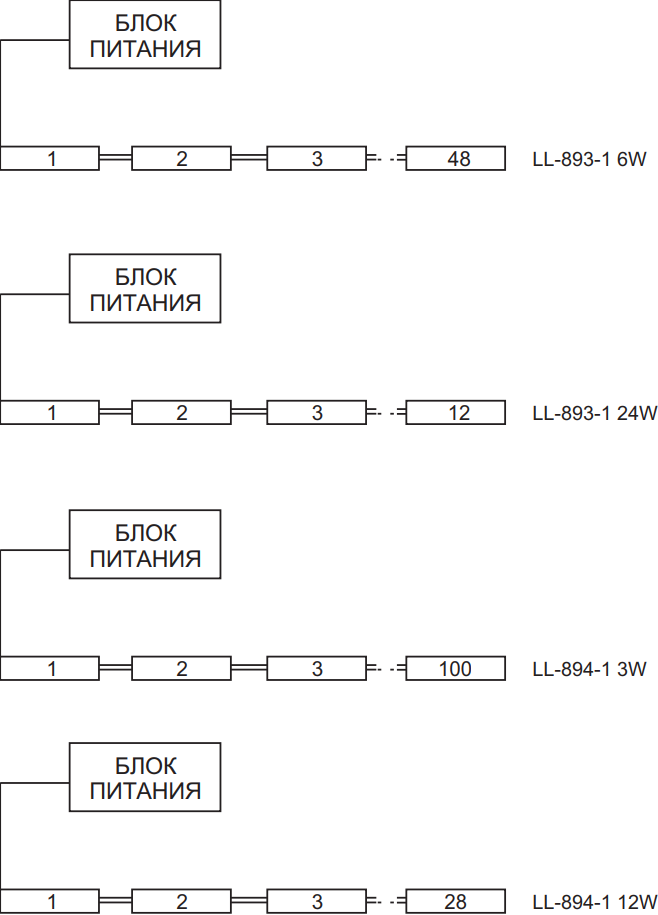 БЛОК
ПИТАНИЯ
1 2 3 48 LL-893-1 6W
БЛОК
ПИТАНИЯ
1 2 3 12 LL-893-1 24W
БЛОК
ПИТАНИЯ
1 2 3 100 LL-894-1 3W
БЛОК
ПИТАНИЯ
1 2 3 28 LL-894-1 12W